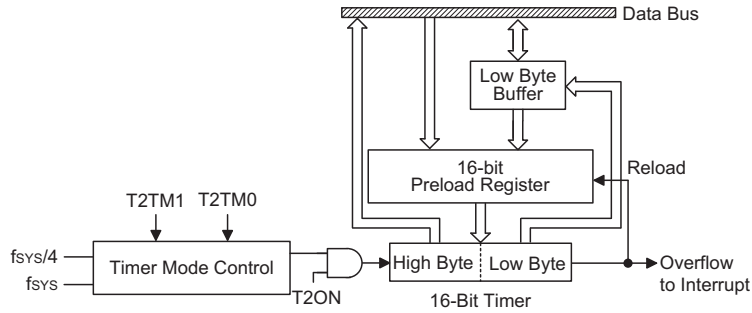 Data Bus
Low Byte
Buffer
16-bit
Preload Register
Reload
T2TM1 T2TM0
fSYS/4
fSYS
Timer Mode Control
T2ON
High Byte
Low Byte
16-Bit Timer
Overflow
to Interrupt